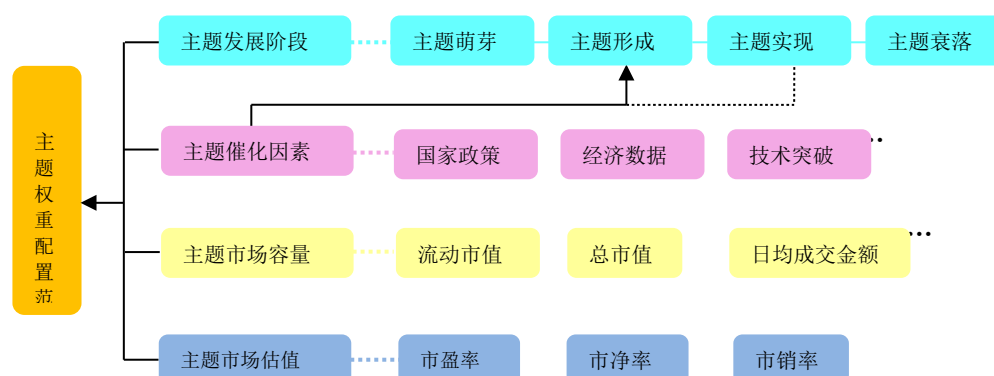 主题发展阶段 主题萌芽 主题形成 主题实现 主题衰落
主题权重配置范
主题催化因素 国家政策 经济数据 技术突破 ...
主题市场容量 流动市值 总市值 日均成交金额 ...
主题市场估值 市盈率 市净率 市销率